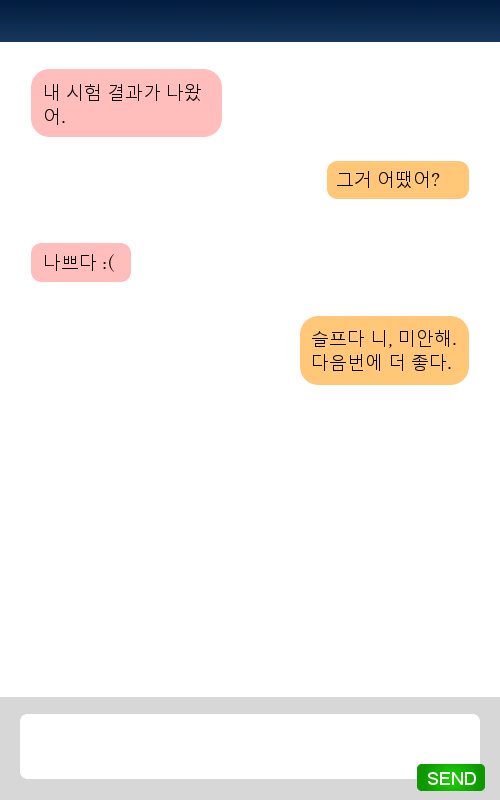 내 시험 결과가 나왔
어.
그거 어땠어?
나쁘다 :(
슬프다 니, 미안해.
다음번에 더 좋다.
SEND